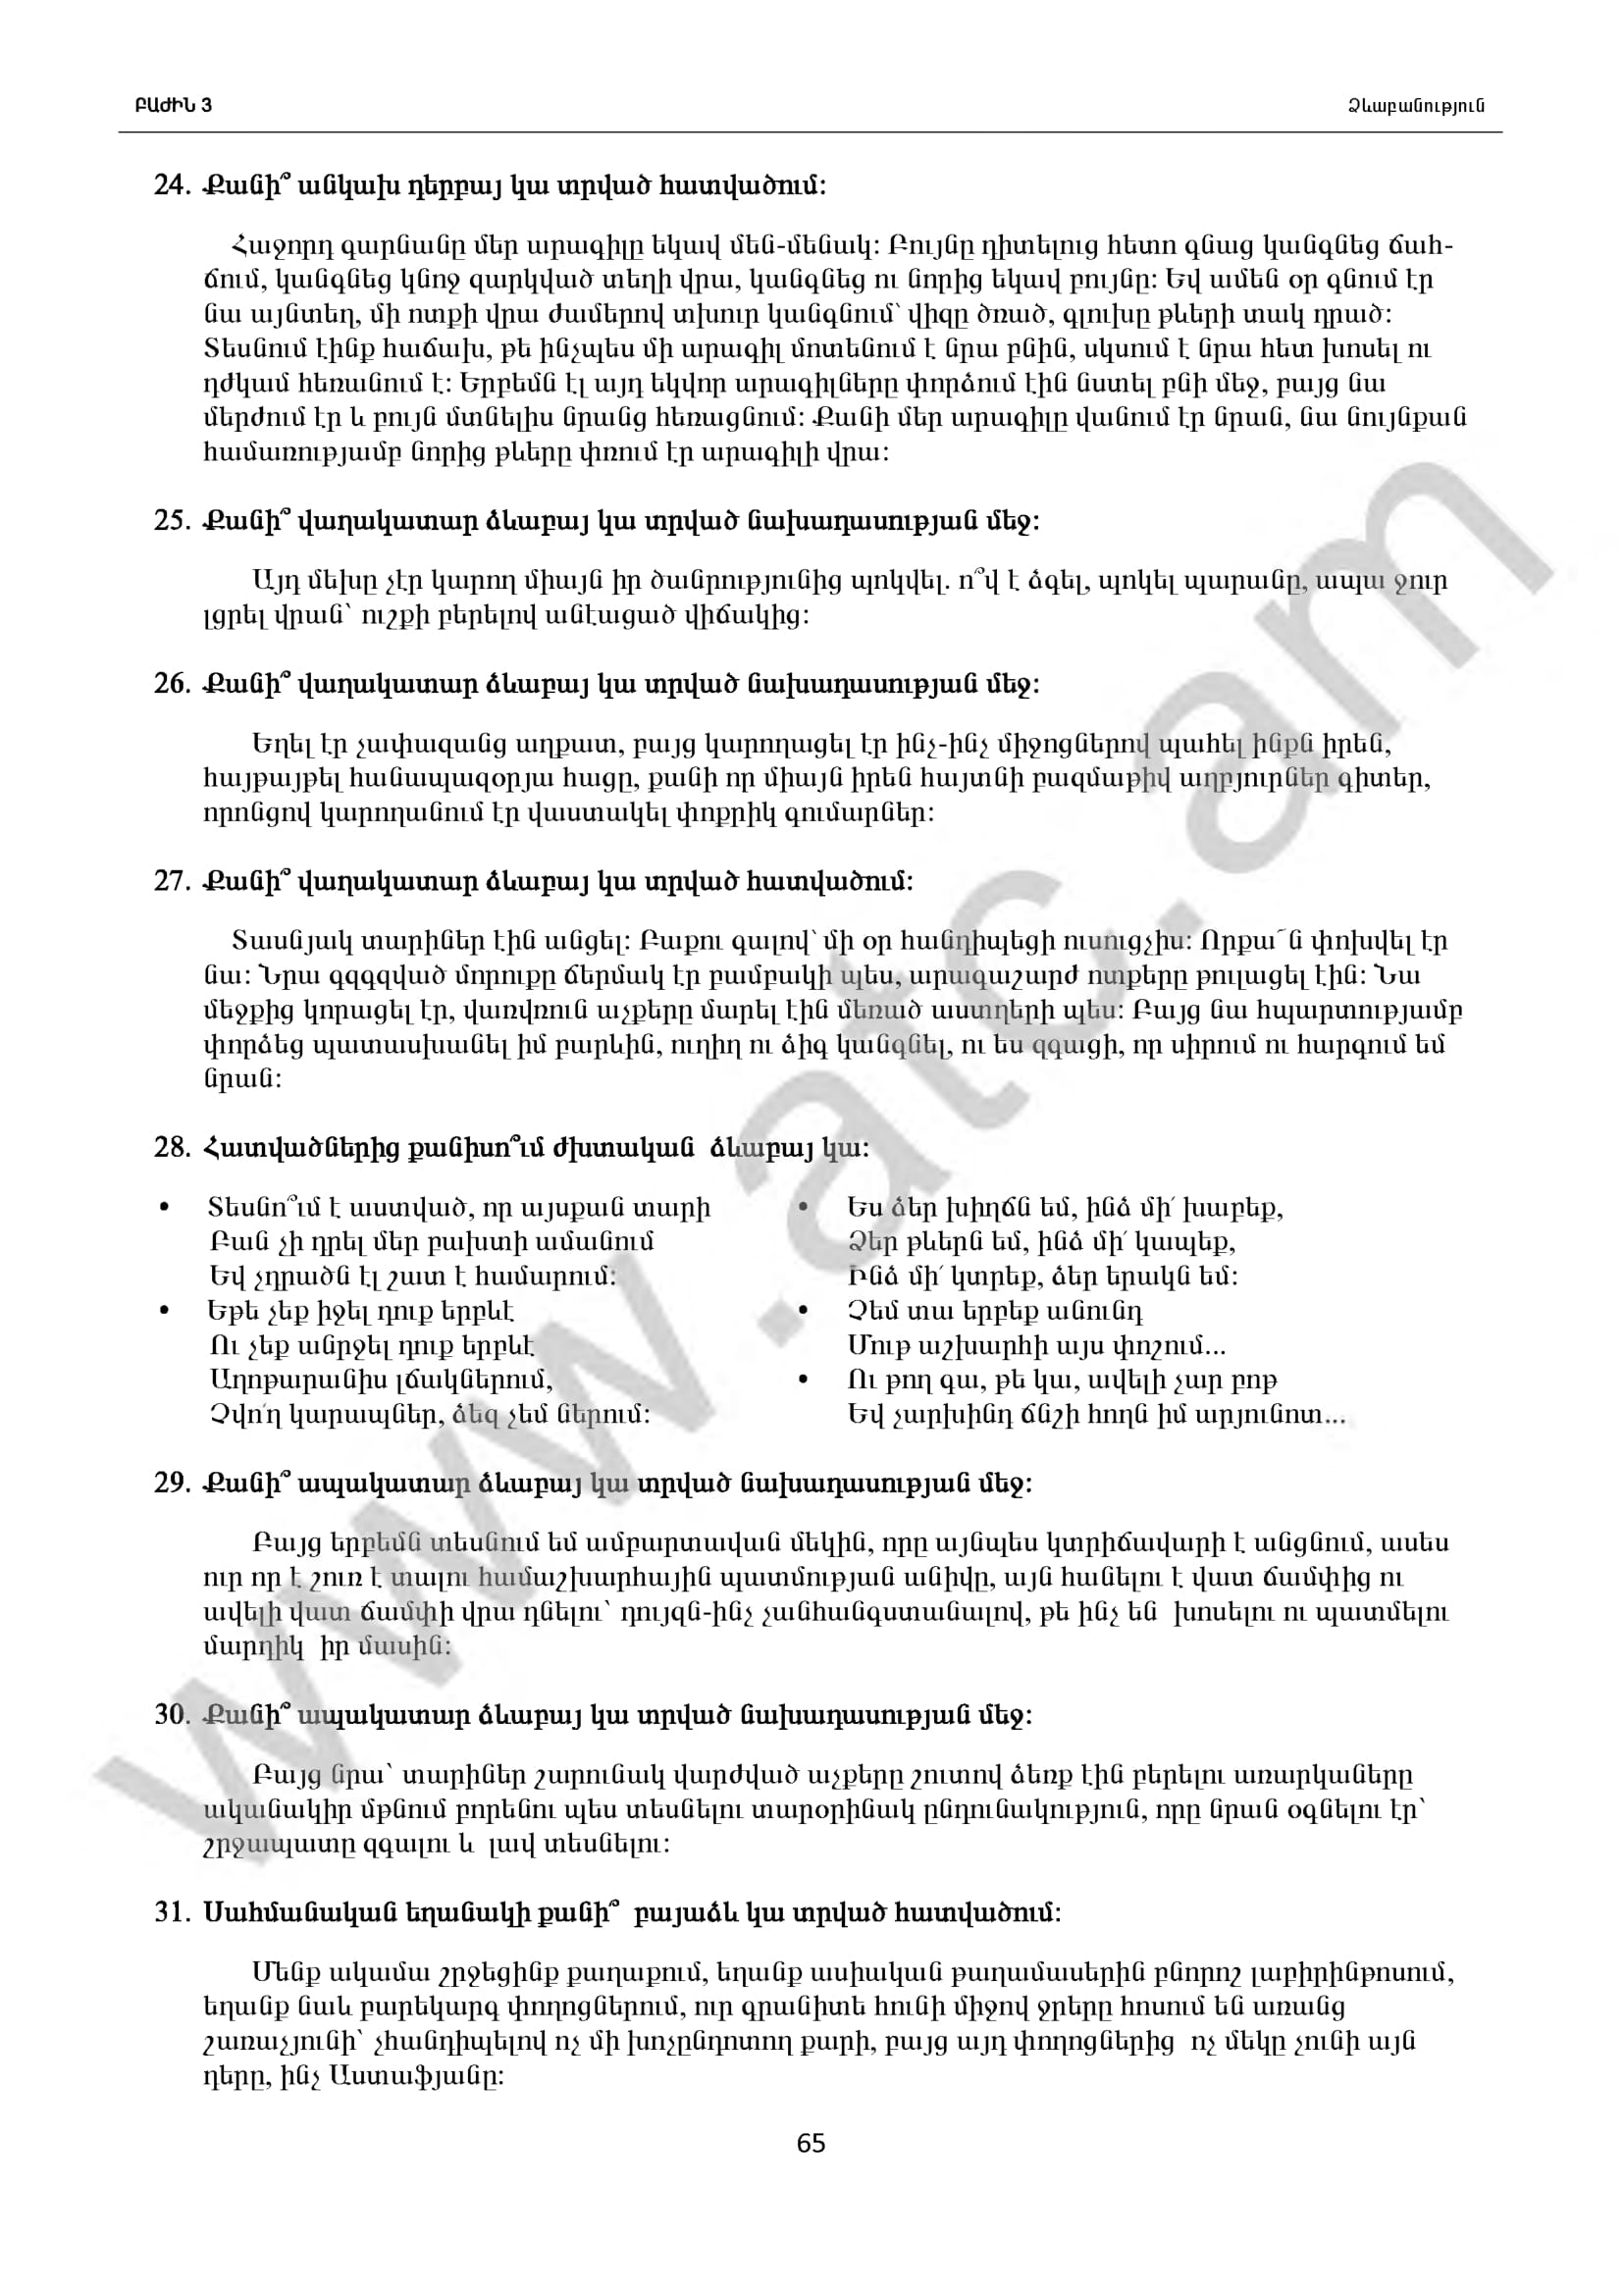 ԲԱԺԻՆ 3
Ձևաբանություն
24. Քանի՞ անկախ դերբայ կա տրված հատվածում:
Հաջորդ գարնանը մեր արագիլը եկավ մեն-մենակ: Բույնը դիտելուց հետո գնաց կանգնեց ճահ-
ճում, կանգնեց կնոջ զարկված տեղի վրա, կանգնեց ու նորից եկավ բույնը: Եվ ամեն օր գնում էր
նա այնտեղ, մի ոտքի վրա ժամերով տխուր կանգնում՝ վիզը ծռած, գլուխը թևերի տակ դրած:
Տեսնում էինք հաճախ, թե ինչպես մի արագիլ մոտենում է նրա բնին, սկսում է նրա հետ խոսել ու
դժկամ հեռանում է: Երբեմն էլ այդ եկվոր արագիլները փորձում էին նստել բնի մեջ, բայց նա
մերժում էր և բույն մտնելիս նրանց հեռացնում: Քանի մեր արագիլը վանում էր նրան, նա նույնքան
համառությամբ նորից թևերը փռում էր արագիլի վրա:
25. Քանի՞ վաղակատար ձևաբայ կա տրված նախադասության մեջ:
Այդ մեխը չէր կարող միայն իր ծանրությունից պոկվել. ո՞վ է ձգել, պոկել պարանը, ապա ջուր
լցրել վրան՝ ուշքի բերելով անէացած վիճակից:
26. Քանի՞ վաղակատար ձևաբայ կա տրված նախադասության մեջ:
Եղել էր չափազանց աղքատ, բայց կարողացել էր ինչ-ինչ միջոցներով պահել ինքն իրեն,
հայթայթել հանապազօրյա հացը, քանի որ միայն իրեն հայտնի բազմաթիվ աղբյուրներ գիտեր,
որոնցով կարողանում էր վաստակել փոքրիկ գումարներ:
27. Քանի՞ վաղակատար ձևաբայ կա տրված հատվածում:
Տասնյակ տարիներ էին անցել: Բաքու գալով՝ մի օր հանդիպեցի ուսուցչիս: Որքա՜ն փոխվել էր
նա: Նրա գզգզված մորուքը ճերմակ էր բամբակի պես, արագաշարժ ոտքերը թուլացել էին: Նա
մեջքից կորացել էր, վառվռուն աչքերը մարել էին մեռած աստղերի պես: Բայց նա հպարտությամբ
փորձեց պատասխանել իմ բարևին, ուղիղ ու ձիգ կանգնել, ու ես զգացի, որ սիրում ու հարգում եմ
նրան:
28. Հատվածներից քանիսո՞ւմ ժխտական ձևաբայ կա:
• Տեսնո՞ւմ է աստված, որ այսքան տարի
Բան չի դրել մեր բախտի ամանում
Եվ չդրածն էլ շատ է համարում:
• Եթե չեք իջել դուք երբևէ
Ու չեք անրջել դուք երբևէ
Աղոթարանիս լճակներում,
Չվո՛ղ կարապներ, ձեզ չեմ ներում:
• Ես ձեր խիղճն եմ, ինձ մի՛ խաբեք,
Ձեր թևերն եմ, ինձ մի՛ կապեք,
Ինձ մի՛ կտրեք, ձեր երակն եմ:
• Չեմ տա երբեք անունդ
Մութ աշխարհի այս փոշում...
• Ու թող գա, թե կա, ավելի չար բոթ
Եվ չարխինդ ճնշի հողն իմ արյունոտ...
29. Քանի՞ ապակատար ձևաբայ կա տրված նախադասության մեջ:
Բայց երբեմն տեսնում եմ ամբարտավան մեկին, որը այնպես կտրիճավարի է անցնում, ասես
ուր որ է շուռ է տալու համաշխարհային պատմության անիվը, այն հանելու է վատ ճամփից ու
ավելի վատ ճամփի վրա դնելու՝ դույզն-ինչ չանհանգստանալով, թե ինչ են խոսելու ու պատմելու
մարդիկ իր մասին:
30. Քանի՞ ապակատար ձևաբայ կա տրված նախադասության մեջ:
Բայց նրա՝ տարիներ շարունակ վարժված աչքերը շուտով ձեռք էին բերելու առարկաները
ականակիր մթնում բորենու պես տեսնելու տարօրինակ ընդունակություն, որը նրան օգնելու էր՝
շրջապատը զգալու և լավ տեսնելու:
31. Սահմանական եղանակի քանի՞ բայաձև կա տրված հատվածում:
Մենք ակամա շրջեցինք քաղաքում, եղանք ասիական թաղամասերին բնորոշ լաբիրինթոսում,
եղանք նաև բարեկարգ փողոցներում, ուր գրանիտե հունի միջով ջրերը հոսում են առանց
շառաչյունի՝ չհանդիպելով ոչ մի խոչընդոտող քարի, բայց այդ փողոցներից ոչ մեկը չունի այն
դերը, ինչ Աստաֆյանը:
65
www.atc.am